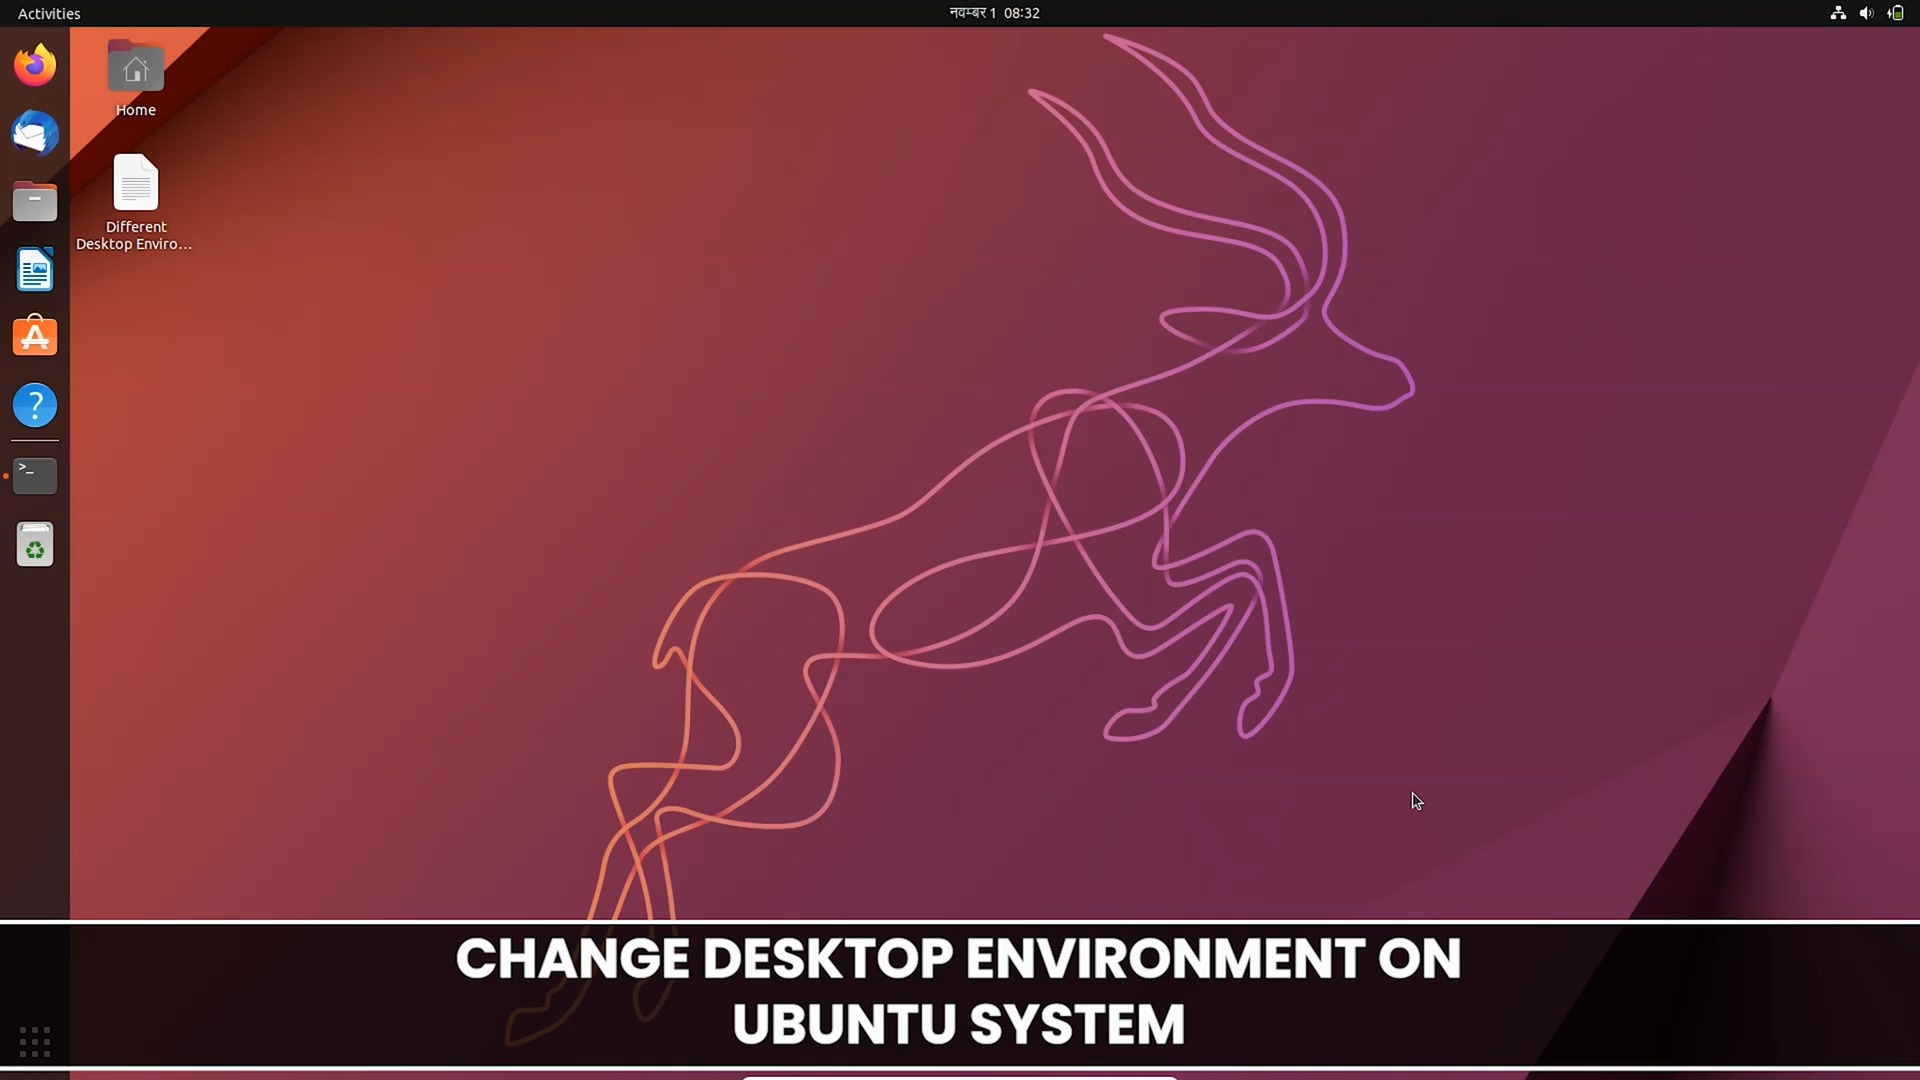 Activities
नवम्बर 1 08:32
Home
Different
Desktop Enviro...
CHANGE DESKTOP ENVIRONMENT ON
UBUNTU SYSTEM